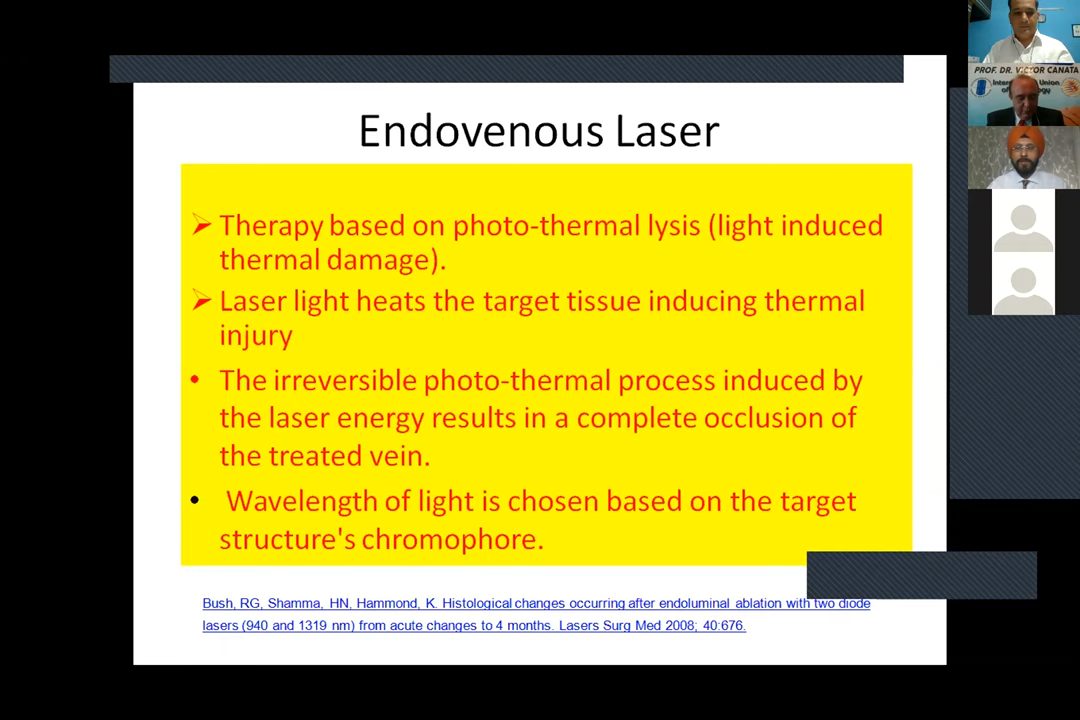 Endovenous Laser
Therapy based on photo-thermal lysis (light induced
thermal damage).
Laser light heats the target tissue inducing thermal
injury
The irreversible photo-thermal process induced by
the laser energy results in a complete occlusion of
the treated vein.
Wavelength of light is chosen based on the target
structure's chromophore.
Bush, RG, Shamma, HN, Hammond, K. Histological changes occurring after endoluminal ablation with two diode
lasers (940 and 1319 nm) from acute changes to 4 months. Lasers Surg Med 2008; 40:676.
PROF. DR. VICTOR CANATA
Union